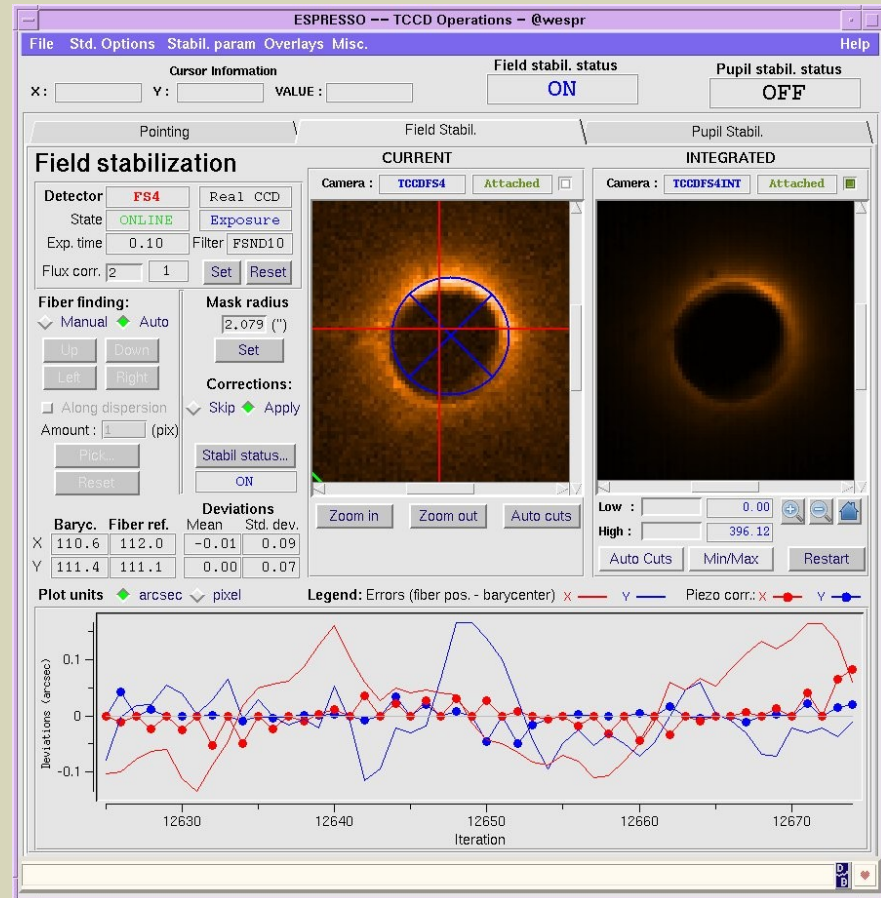 ESPRESSO -- TCCD Operations - @wespr
File Std. Options Stabil. param Overlays Misc. Help
Cursor Information
X : Y : VALUE :
Field stabil. status
ON
Pupil stabil. status
OFF
Pointing Field Stabil. Pupil Stabil.
Field stabilization
Detector FS4 Real CCD
State ONLINE Exposure
Exp. time 0.10 Filter FSND10
Flux corr. 2 1 Set Reset
Fiber finding:
Manual Auto
Up Down
Left Right
Along dispersion
Amount : 1 (pix)
Pick...
Reset
Mask radius
2.079 (")
Set
Corrections:
Skip Apply
Stabil status...
ON
Deviations
Baryc. Fiber ref. Mean Std. dev.
X 110.6 112.0 -0.01 0.09
Y 111.4 111.1 0.00 0.07
CURRENT
Camera : TCCDFS4 Attached
Zoom in Zoom out Auto cuts
INTEGRATED
Camera : TCCDFS4INT Attached
Low : 0.00
High : 396.12
Auto Cuts Min/Max Restart
Plot units arcsec pixel Legend: Errors (fiber pos. - barycenter) X Y Piezo corr.: X Y
Deviations (arcsec)
0.1
0
-0.1
12630 12640 12650 12660 12670
Iteration
D
B